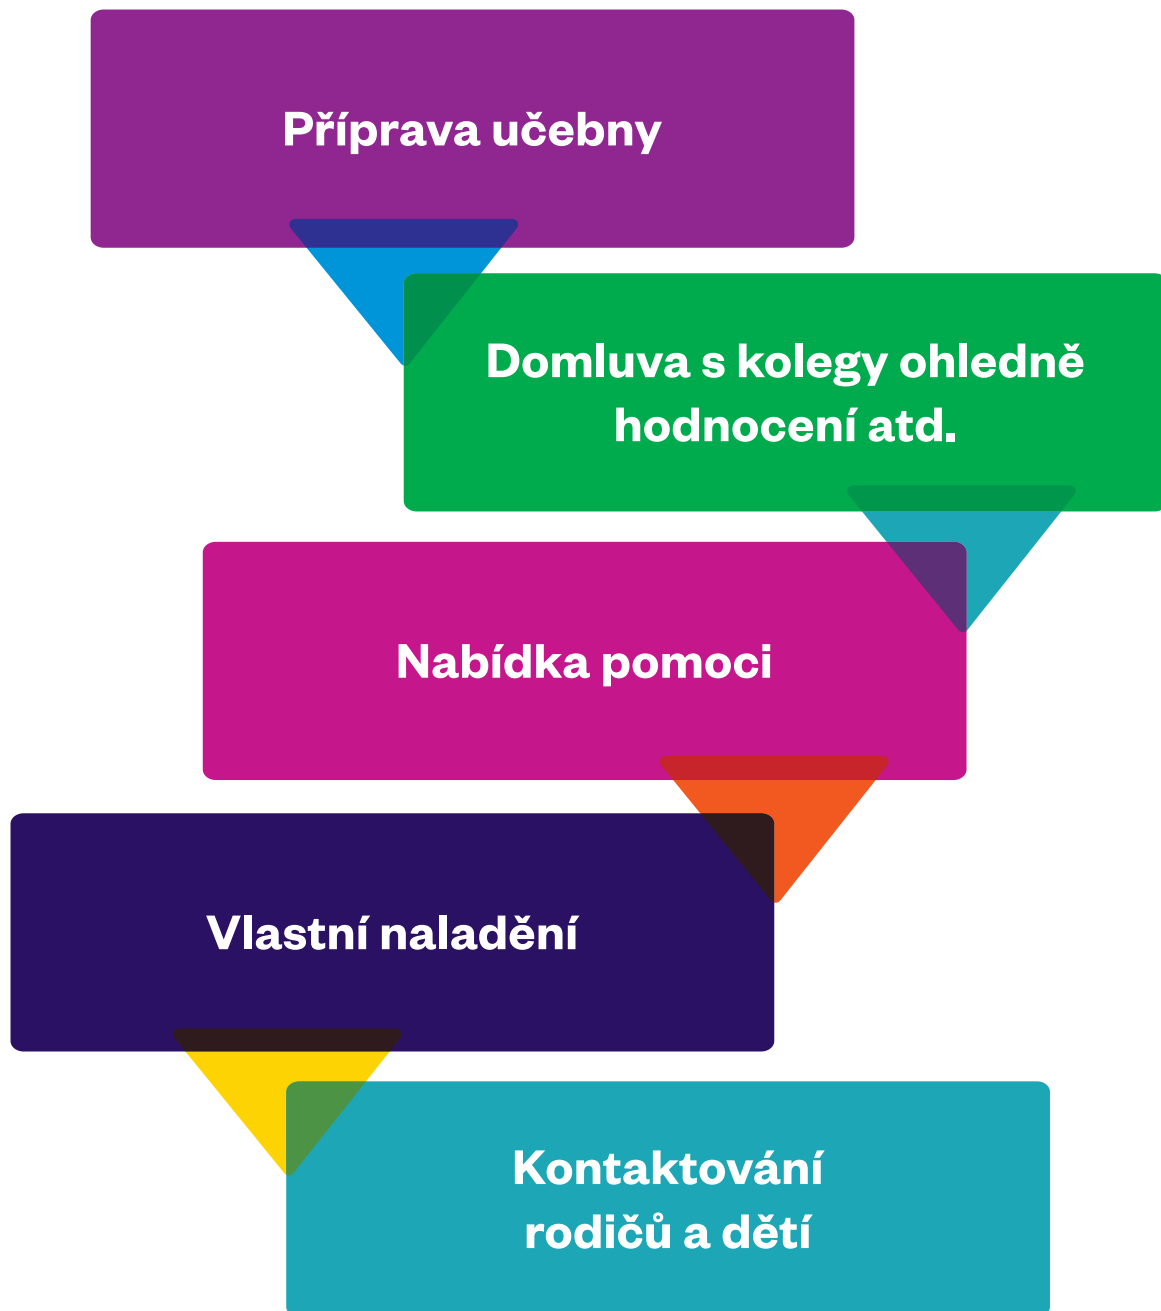 Příprava učebny
Domluva s kolegy ohledně
hodnocení atd.
Nabídka pomoci
Vlastní naladění
Kontaktování
rodičů a dětí